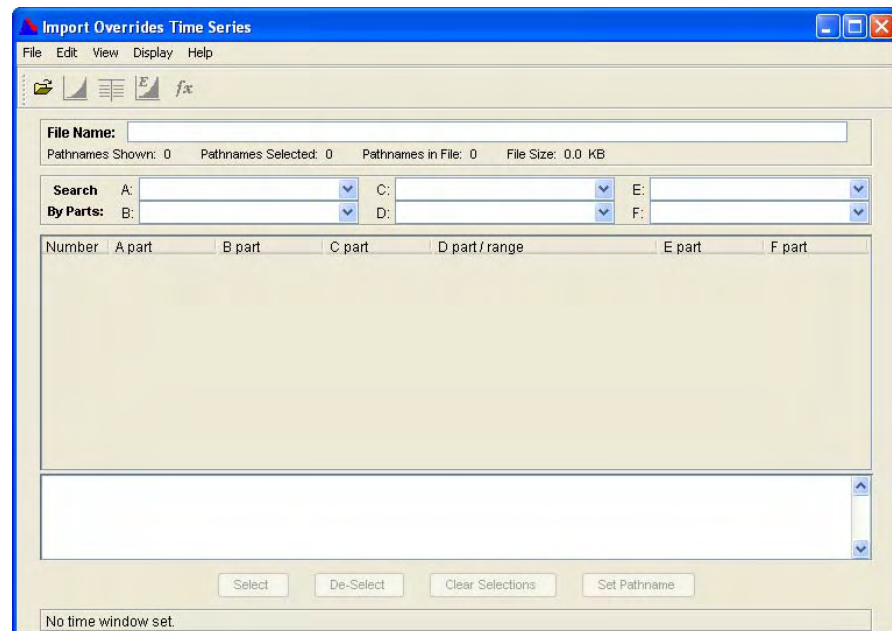 Import Overrides Time Series
File Edit View Display Help
E fx
File Name:
Pathnames Shown: 0 Pathnames Selected: 0 Pathnames in File: 0 File Size: 0.0 KB
Search A: C: E:
By Parts: B: D: F:
Number A part B part C part D part / range E part F part
Select De-Select Clear Selections Set Pathname
No time window set.